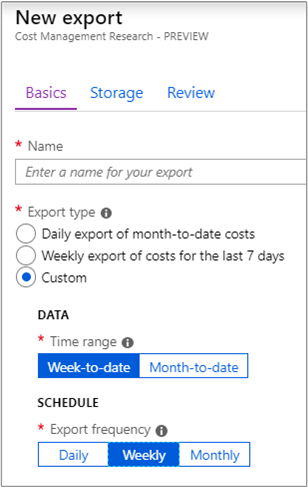 New export
Cost Management Research - PREVIEW
Basics Storage Review
* Name
Enter a name for your export
* Export type
Daily export of month-to-date costs
Weekly export of costs for the last 7 days
Custom
DATA
* Time range
Week-to-date Month-to-date
SCHEDULE
* Export frequency
Daily Weekly Monthly